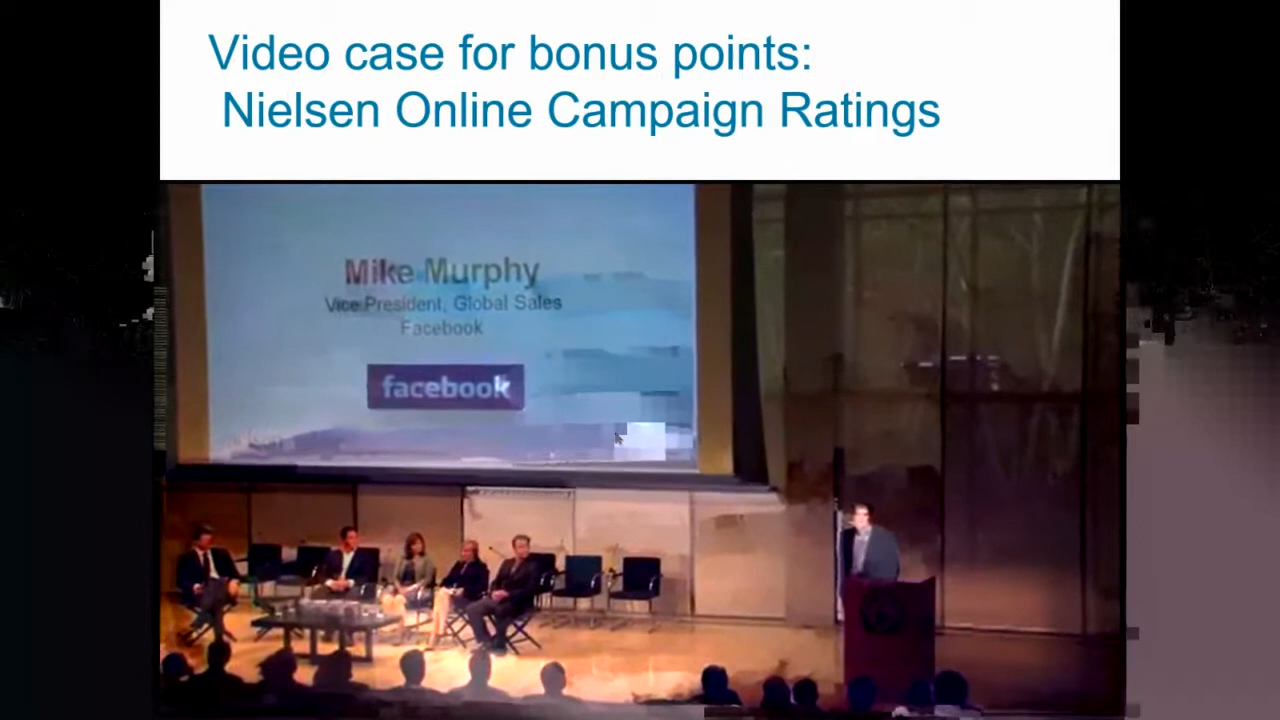 Video case for bonus points:
Nielsen Online Campaign Ratings
Mike Murphy
Vice President, Global Sales
Facebook
facebook